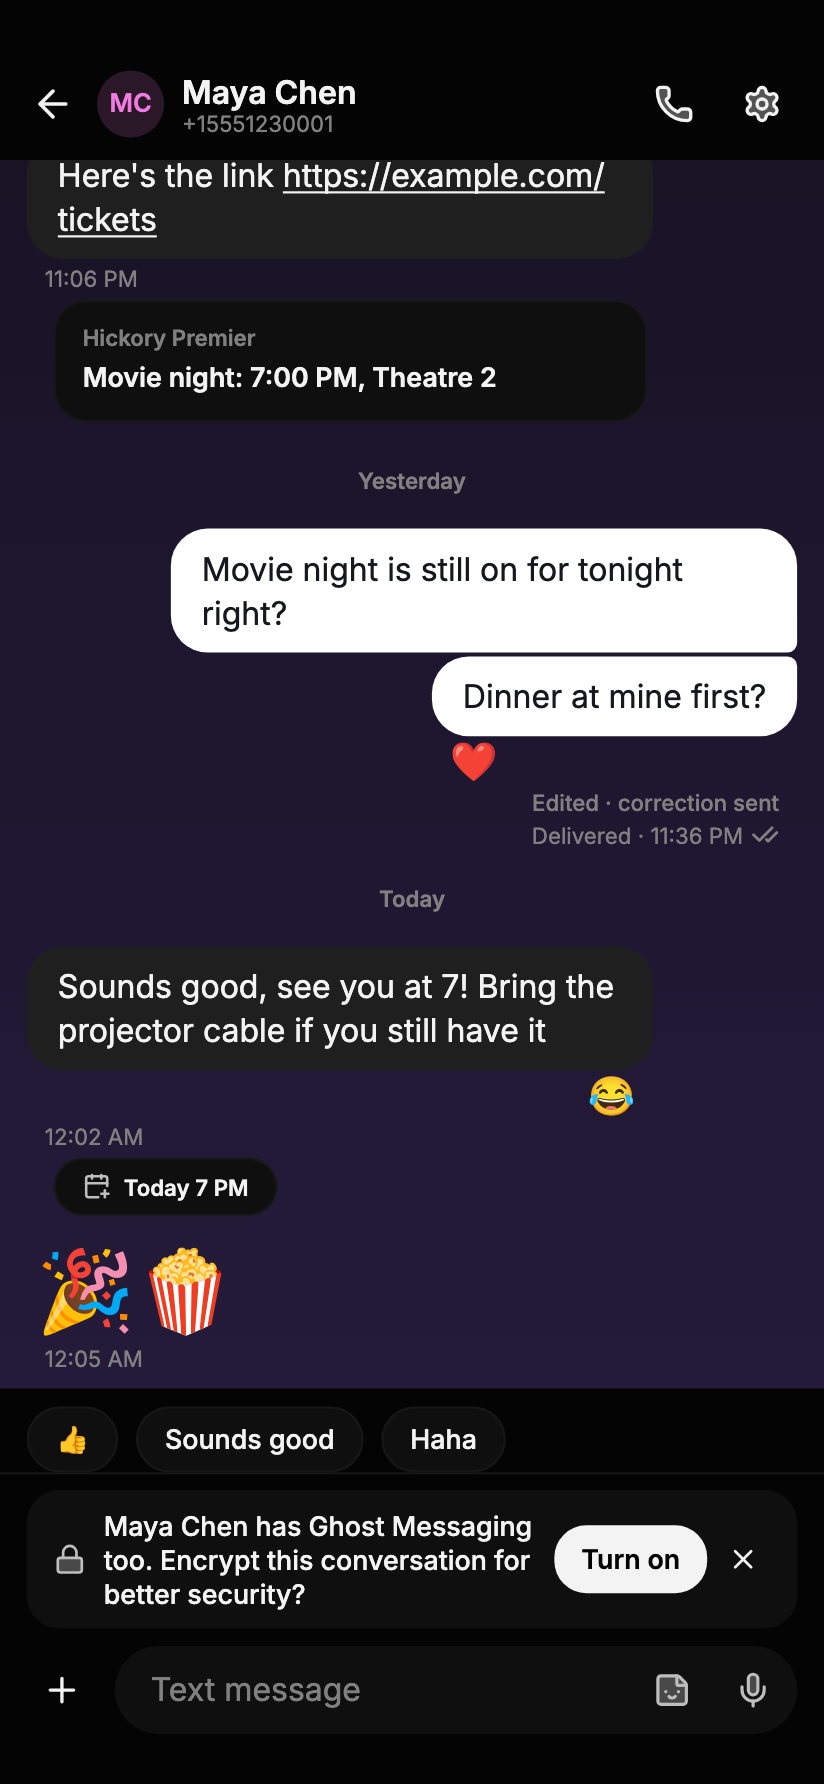 MC
Maya Chen
+15551230001
Here's the link https://example.com/
tickets
11:06 PM
Hickory Premier
Movie night: 7:00 PM, Theatre 2
Yesterday
Movie night is still on for tonight
right?
Dinner at mine first?
❤️
Edited · correction sent
Delivered · 11:36 PM
Today
Sounds good, see you at 7! Bring the
projector cable if you still have it
😂
12:02 AM
Today 7 PM
🎉🍿
12:05 AM
👍 Sounds good Haha
Maya Chen has Ghost Messaging
too. Encrypt this conversation for
better security?
Turn on
Text message